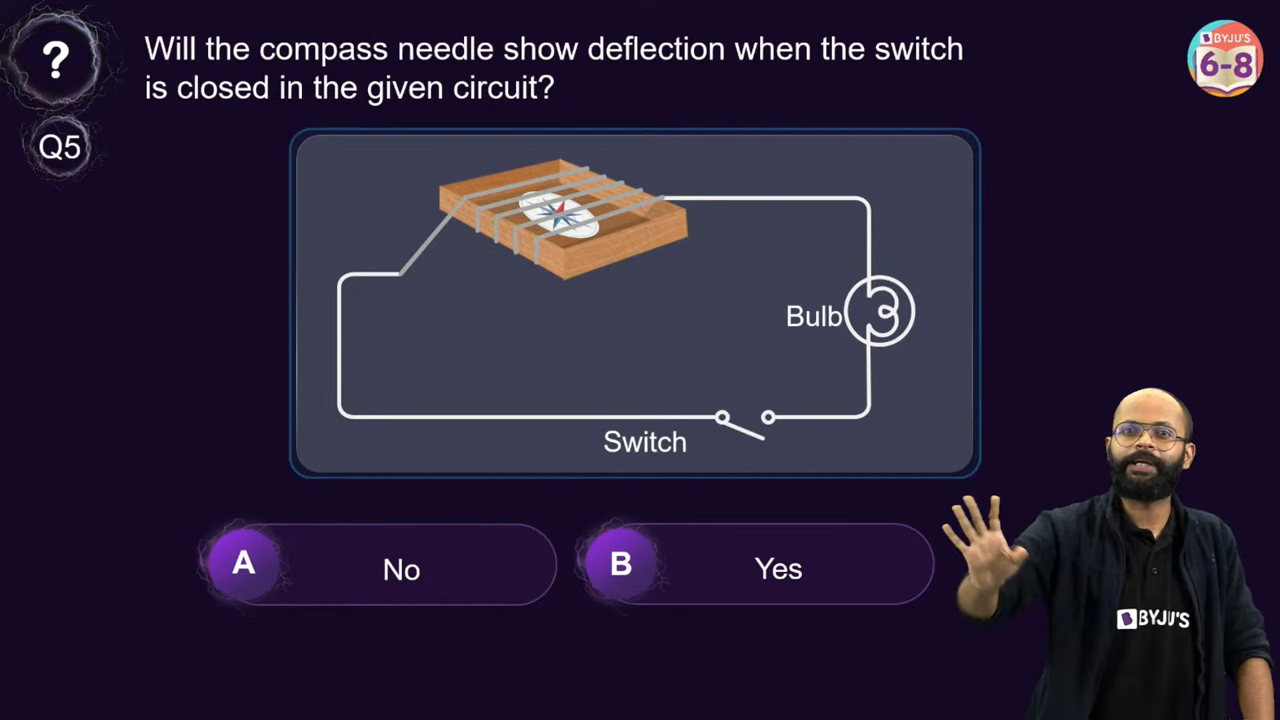 ?
Will the compass needle show deflection when the switch
is closed in the given circuit?
BYJU'S
6-8
Q5
Bulb
Switch
A
No
B
Yes
BYJU'S